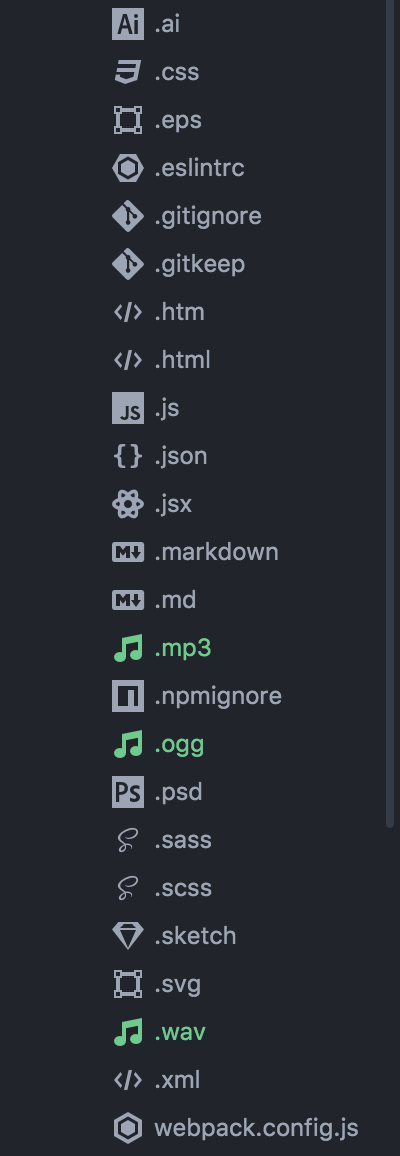 Ai .ai
.css
.eps
.eslintrc
.gitignore
.gitkeep
</> .htm
</> .html
JS .js
{} .json
.jsx
M .markdown
M .md
.mp3
.npmignore
.ogg
Ps .psd
.sass
.scss
.sketch
.svg
.wav
</> .xml
webpack.config.js